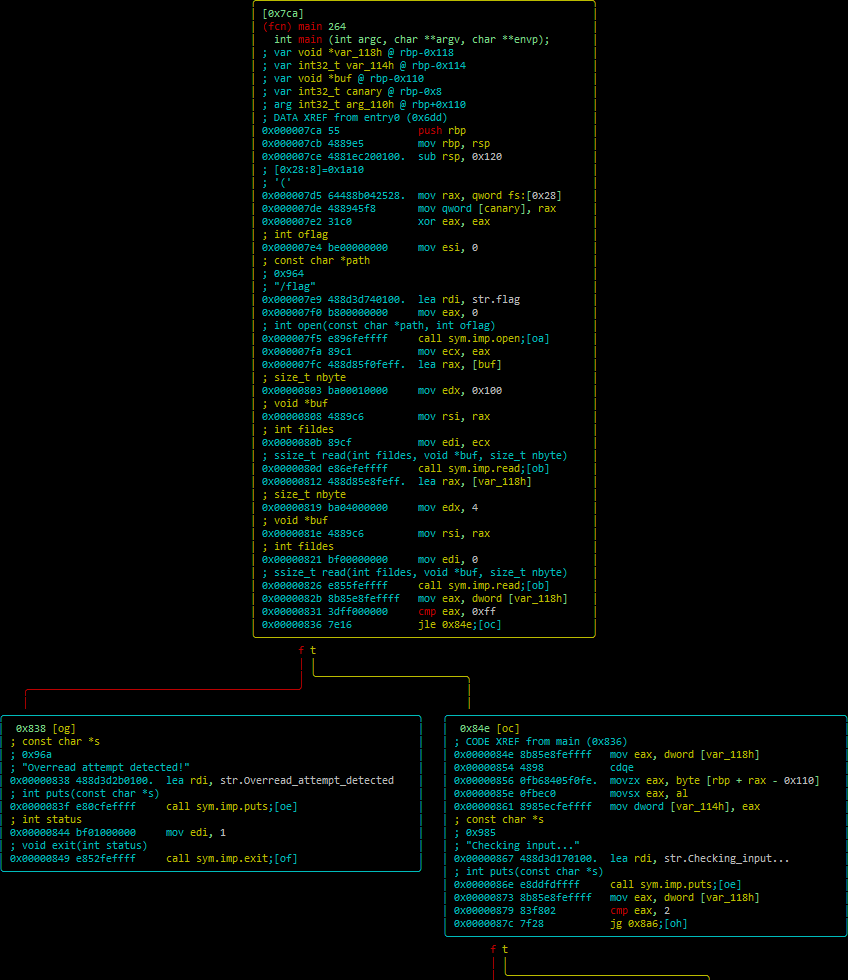 [0x7ca]
(fcn) main 264
int main (int argc, char **argv, char **envp);
; var void *var_118h @ rbp-0x118
; var int32_t var_114h @ rbp-0x114
; var void *buf @ rbp-0x110
; var int32_t canary @ rbp-0x8
; arg int32_t arg_110h @ rbp+0x110
; DATA XREF from entry0 (0x6dd)
0x000007ca 55 push rbp
0x000007cb 4889e5 mov rbp, rsp
0x000007ce 4881ec200100. sub rsp, 0x120
; [0x28:8]=0x1a10
; '('
0x000007d5 64488b042528. mov rax, qword fs:[0x28]
0x000007de 488945f8 mov qword [canary], rax
0x000007e2 31c0 xor eax, eax
; int oflag
0x000007e4 be00000000 mov esi, 0
; const char *path
; 0x964
; "/flag"
0x000007e9 488d3d740100. lea rdi, str.flag
0x000007f0 b800000000 mov eax, 0
; int open(const char *path, int oflag)
0x000007f5 e896feffff call sym.imp.open;[oa]
0x000007fa 89c1 mov ecx, eax
0x000007fc 488d85f0feff. lea rax, [buf]
; size_t nbyte
0x00000803 ba00010000 mov edx, 0x100
; void *buf
0x00000808 4889c6 mov rsi, rax
; int fildes
0x0000080b 89cf mov edi, ecx
; ssize_t read(int fildes, void *buf, size_t nbyte)
0x0000080d e86efeffff call sym.imp.read;[ob]
0x00000812 488d85e8feff. lea rax, [var_118h]
; size_t nbyte
0x00000819 ba04000000 mov edx, 4
; void *buf
0x0000081e 4889c6 mov rsi, rax
; int fildes
0x00000821 bf00000000 mov edi, 0
; ssize_t read(int fildes, void *buf, size_t nbyte)
0x00000826 e855feffff call sym.imp.read;[ob]
0x0000082b 8b85e8feffff mov eax, dword [var_118h]
0x00000831 3dff000000 cmp eax, 0xff
0x00000836 7e16 jle 0x84e;[oc]
f t
0x838 [og]
; const char *s
; 0x96a
; "Overread attempt detected!"
0x00000838 488d3d2b0100. lea rdi, str.Overread_attempt_detected
; int puts(const char *s)
0x0000083f e80cfeffff call sym.imp.puts;[oe]
; int status
0x00000844 bf01000000 mov edi, 1
; void exit(int status)
0x00000849 e852feffff call sym.imp.exit;[of]
0x84e [oc]
; CODE XREF from main (0x836)
0x0000084e 8b85e8feffff mov eax, dword [var_118h]
0x00000854 4898 cdqe
0x00000856 0fb68405f0fe. movzx eax, byte [rbp + rax - 0x110]
0x0000085e 0fbec0 movsx eax, al
0x00000861 8985ecfeffff mov dword [var_114h], eax
; const char *s
; 0x985
; "Checking input..."
0x00000867 488d3d170100. lea rdi, str.Checking_input...
; int puts(const char *s)
0x0000086e e8ddfdffff call sym.imp.puts;[oe]
0x00000873 8b85e8feffff mov eax, dword [var_118h]
0x00000879 83f802 cmp eax, 2
0x0000087c 7f28 jg 0x8a6;[oh]
f t